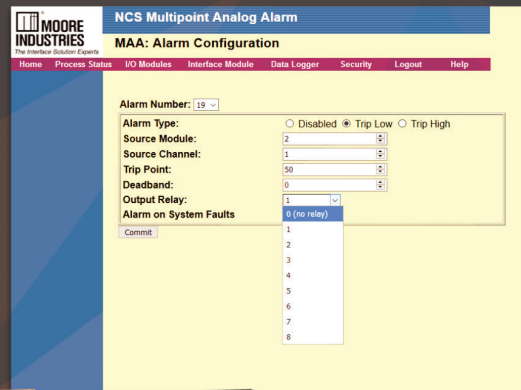 MOORE
INDUSTRIES
The Interface Solution Experts
NCS Multipoint Analog Alarm
MAA: Alarm Configuration
Home Process Status I/O Modules Interface Module Data Logger Security Logout Help
Alarm Number: 19
Alarm Type: Disabled Trip Low Trip High
Source Module: 2
Source Channel: 1
Trip Point: 50
Deadband: 0
Output Relay: 1
Alarm on System Faults 0 (no relay)
Commit 1
2
3
4
5
6
7
8